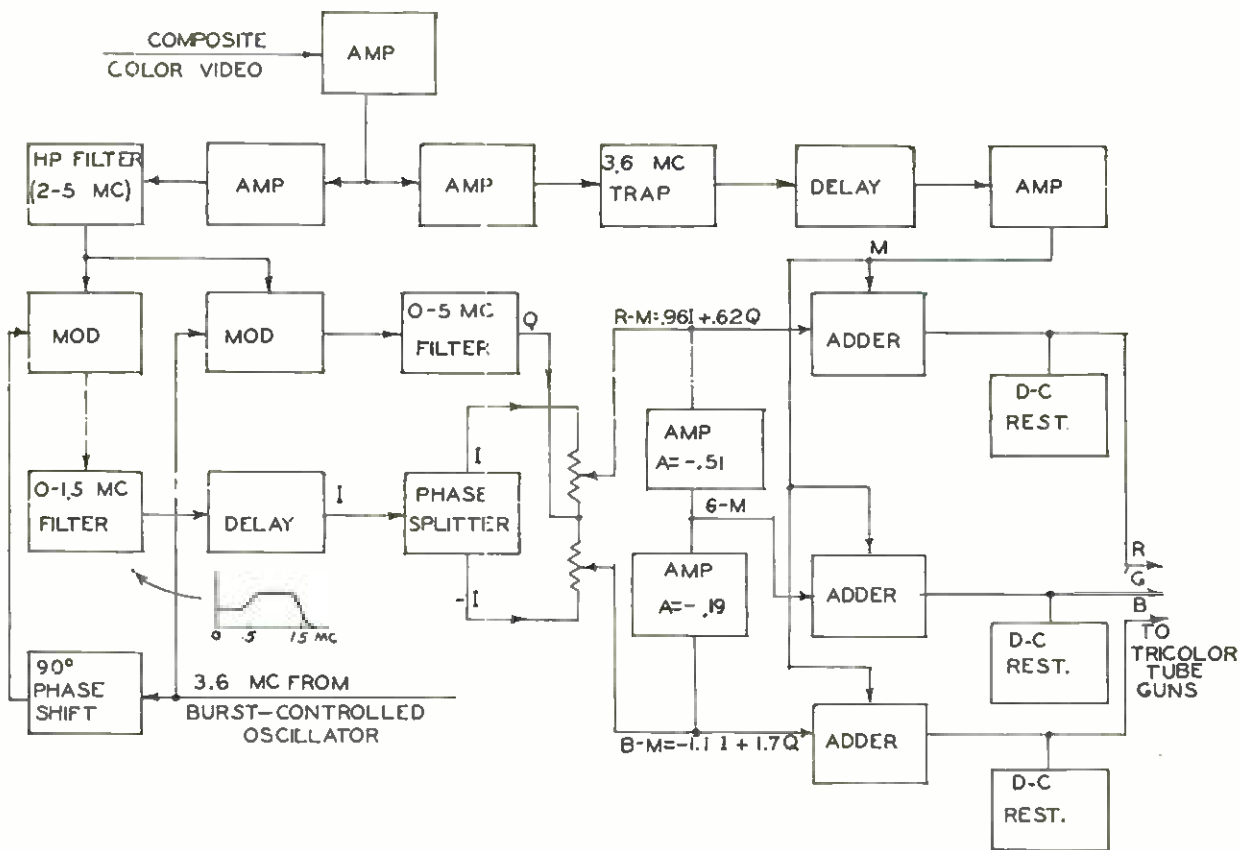 COMPOSITE
COLOR VIDEO
AMP
HP FILTER
(2-5 MC)
AMP
AMP
3.6 MC
TRAP
DELAY
AMP
M
MOD
MOD
0-5 MC
FILTER
Q
R-M=.96I+.62Q
ADDER
D-C
REST.
I
AMP
A=-.51
0-1.5 MC
FILTER
DELAY
I
PHASE
SPLITTER
G-M
-I
AMP
A=-.19
ADDER
R
G
B
TO
TRICOLOR
TUBE
GUNS
D-C
REST.
0 .5 1.5 MC
90°
PHASE
SHIFT
3.6 MC FROM
BURST-CONTROLLED
OSCILLATOR
B-M=-1.1 I + 1.7Q
ADDER
D-C
REST.